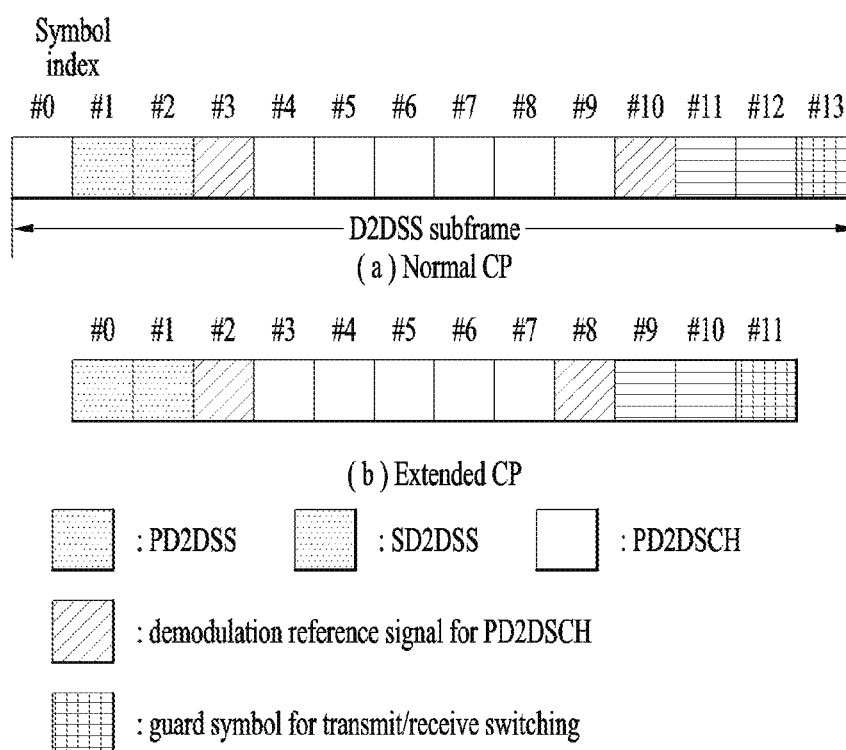 Symbol
index
#0 #1 #2 #3 #4 #5 #6 #7 #8 #9 #10 #11 #12 #13
D2DSS subframe
( a ) Normal CP
#0 #1 #2 #3 #4 #5 #6 #7 #8 #9 #10 #11
( b ) Extended CP
: PD2DSS : SD2DSS : PD2DSCH
: demodulation reference signal for PD2DSCH
: guard symbol for transmit/receive switching